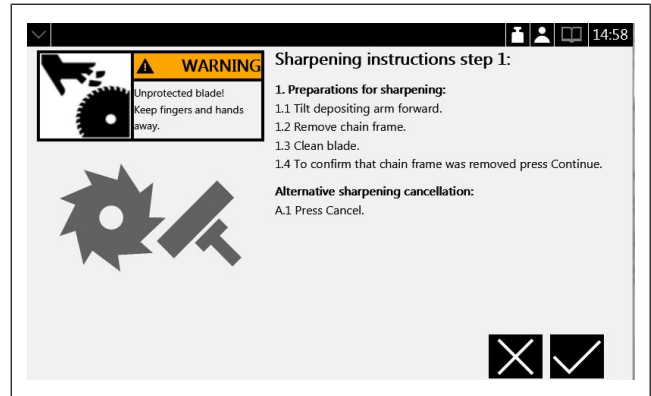 14:58
WARNING
Unprotected blade!
Keep fingers and hands
away.
Sharpening instructions step 1:
1. Preparations for sharpening:
1.1 Tilt depositing arm forward.
1.2 Remove chain frame.
1.3 Clean blade.
1.4 To confirm that chain frame was removed press Continue.
Alternative sharpening cancellation:
A.1 Press Cancel.